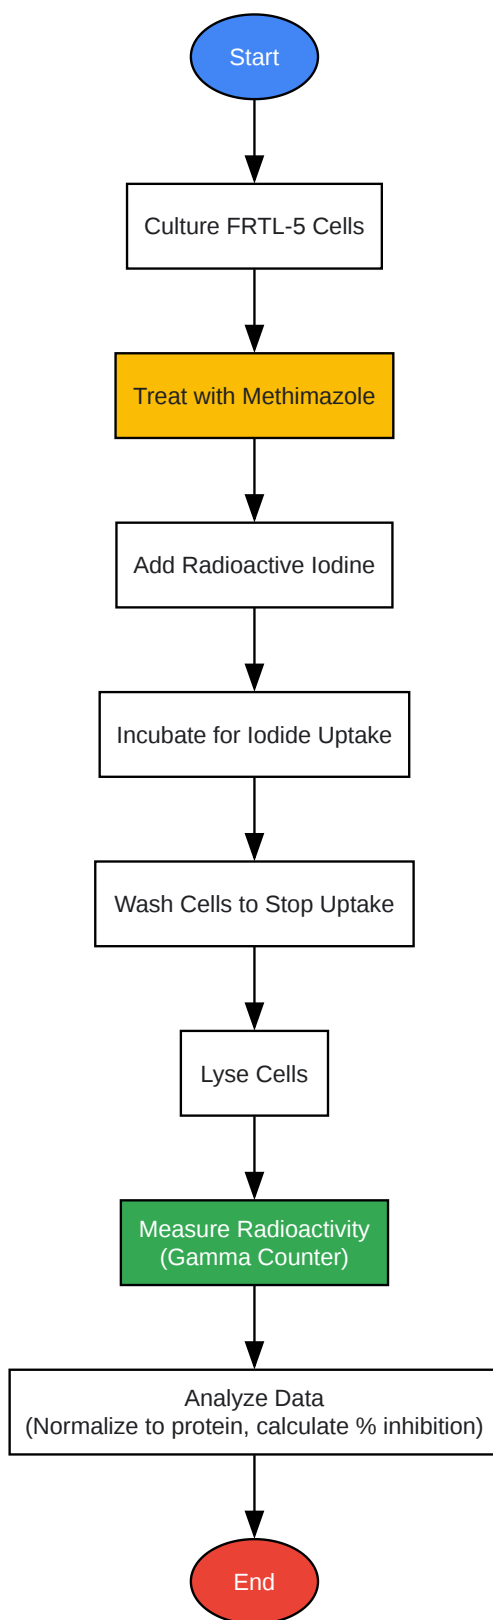 Start
Culture FRTL-5 Cells
Treat with Methimazole
Add Radioactive Iodine
Incubate for Iodide Uptake
Wash Cells to Stop Uptake
Lyse Cells
Measure Radioactivity
(Gamma Counter)
Analyze Data
(Normalize to protein, calculate % inhibition)
End